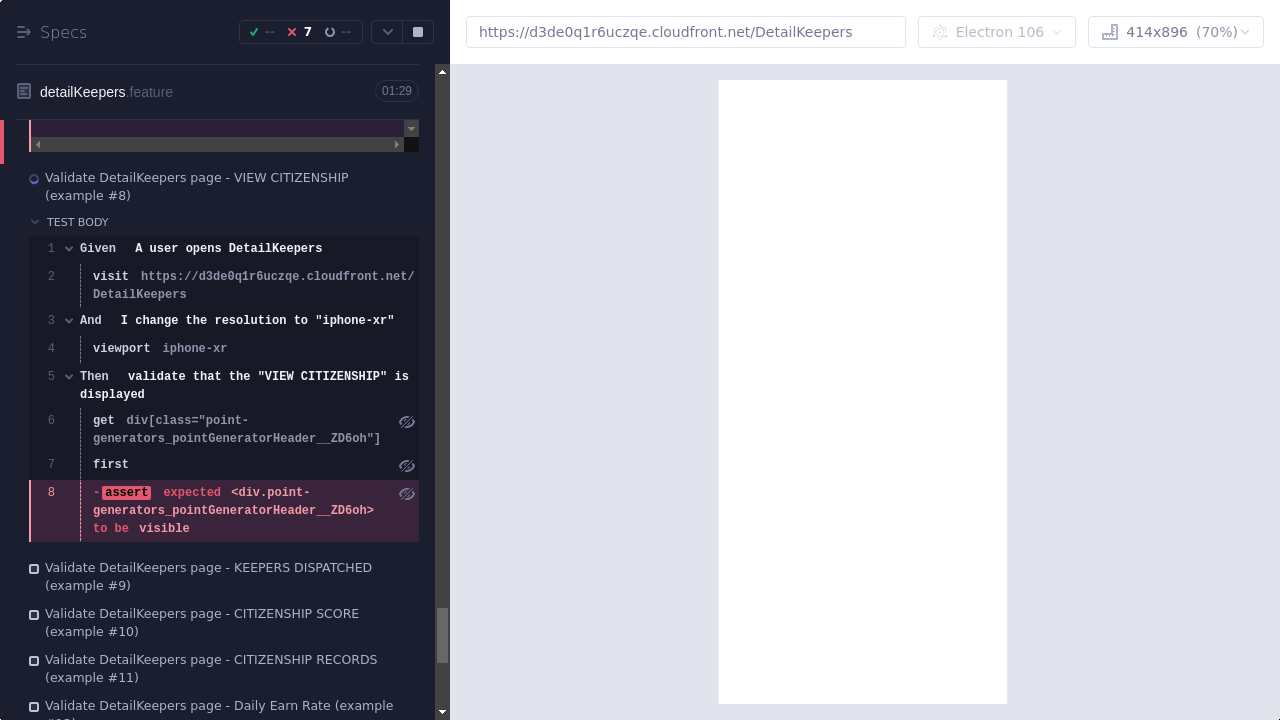 Specs
--
7
--
https://d3de0q1r6uczqe.cloudfront.net/DetailKeepers
Electron 106
414x896 (70%)
detailKeepers.feature
01:29
Validate DetailKeepers page - VIEW CITIZENSHIP
(example #8)
TEST BODY
1 Given A user opens DetailKeepers
2 visit https://d3de0q1r6uczqe.cloudfront.net/
DetailKeepers
3 And I change the resolution to "iphone-xr"
4 viewport iphone-xr
5 Then validate that the "VIEW CITIZENSHIP" is
displayed
6 get div[class="point-
generators_pointGeneratorHeader__ZD6oh"]
7 first
8 -assert expected <div.point-
generators_pointGeneratorHeader__ZD6oh>
to be visible
Validate DetailKeepers page - KEEPERS DISPATCHED
(example #9)
Validate DetailKeepers page - CITIZENSHIP SCORE
(example #10)
Validate DetailKeepers page - CITIZENSHIP RECORDS
(example #11)
Validate DetailKeepers page - Daily Earn Rate (example